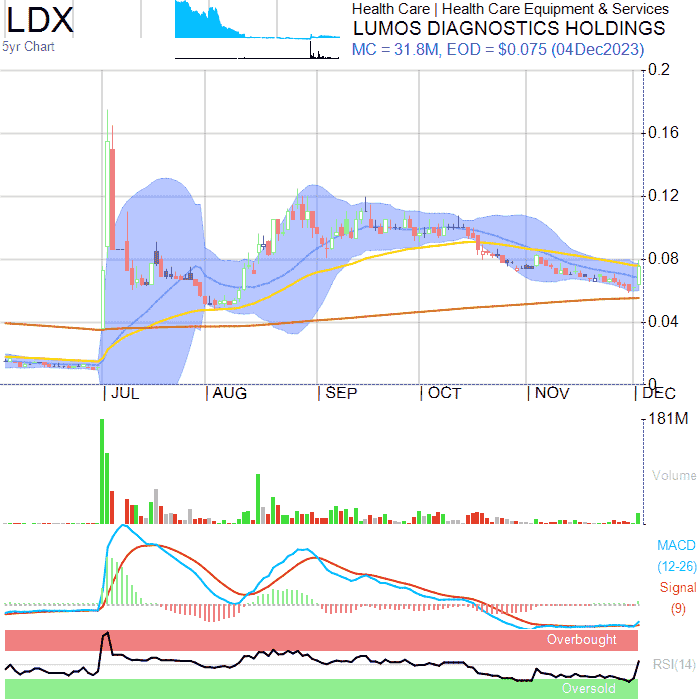 LDX
5yr Chart
Health Care | Health Care Equipment & Services
LUMOS DIAGNOSTICS HOLDINGS
MC = 31.8M, EOD = $0.075 (04Dec2023)
0.2
0.16
0.12
0.08
0.04
0
JUL AUG SEP OCT NOV DEC
181M
Volume
MACD
(12-26)
Signal
(9)
Overbought
RSI(14)
Oversold